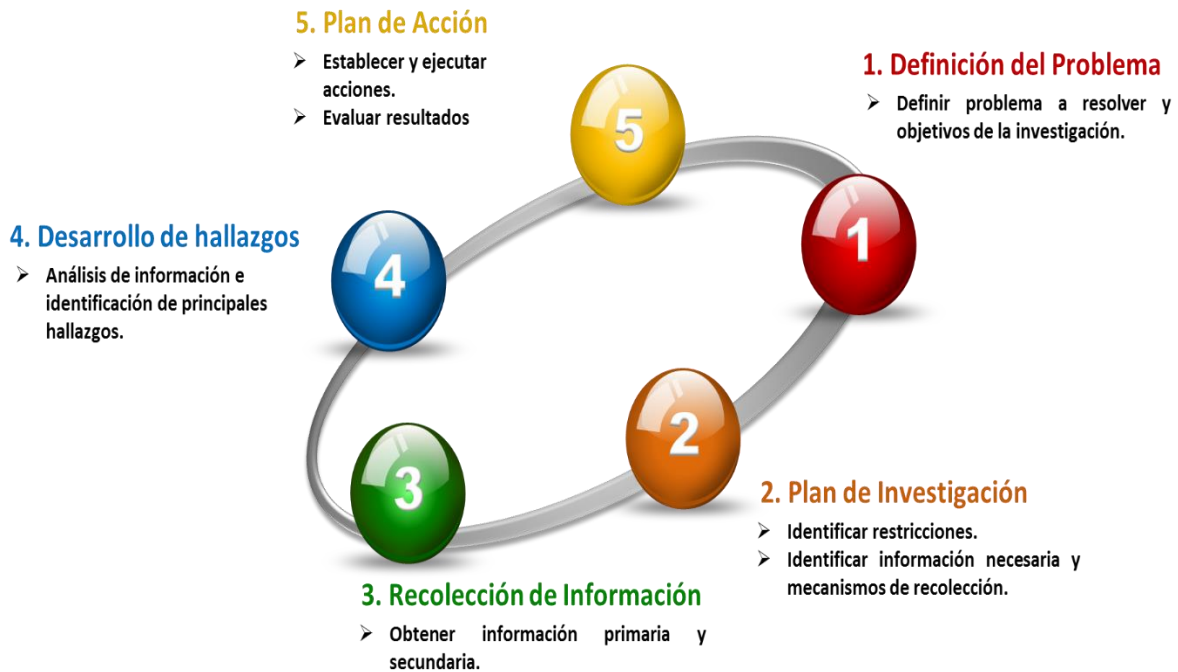 1. Definición del Problema
➢ Definir problema a resolver y
objetivos de la investigación.
1
2. Plan de Investigación
➢ Identificar restricciones.
➢ Identificar información necesaria y
mecanismos de recolección.
2
3. Recolección de Información
➢ Obtener información primaria y
secundaria.
3
4. Desarrollo de hallazgos
➢ Análisis de información e
identificación de principales
hallazgos.
4
5. Plan de Acción
➢ Establecer y ejecutar
acciones.
➢ Evaluar resultados
5